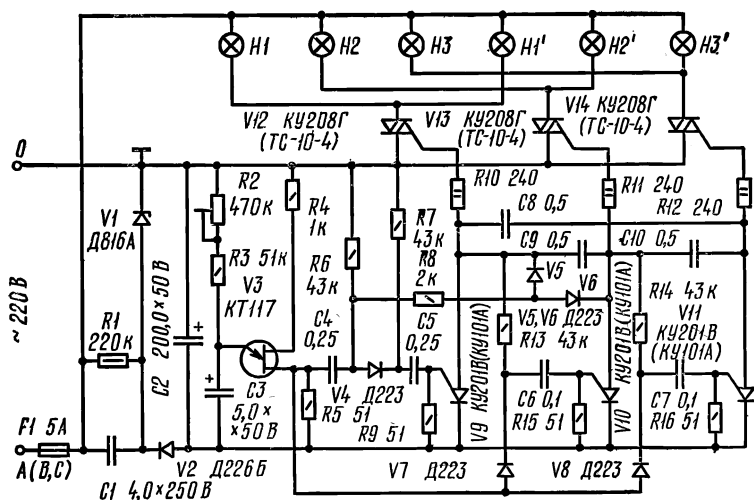 H1
H2
H3
H1'
H2'
H3'
V12 КУ208Г
(ТС-10-4)
V13 КУ208Г
(ТС-10-4)
V14 КУ208Г
(ТС-10-4)
0
R2
470к
R4
1к
R7
43к
R10 240
C8 0,5
R11 240
R12 240
V1
Д816А
R3 51к
V3
КТ117
R6
43к
R8
2к
C9 0,5
C10 0,5
V5
V6
~220 В
R1
220к
C2 200,0×50 В
C4
0,25
C5
0,25
V5,V6 Д223
R13 43к
R14 43к
V11
КУ201В
(КУ101А)
C3
5,0×
×50 В
V4 Д223
R5 51
R9 51
V9 КУ201В(КУ101А)
C6 0,1
R15 51
V10 КУ201В(КУ101А)
C7 0,1
R16 51
F1 5А
А(В,С)
C1 4,0×250 В
V2 Д226Б
V7 Д223
V8 Д223